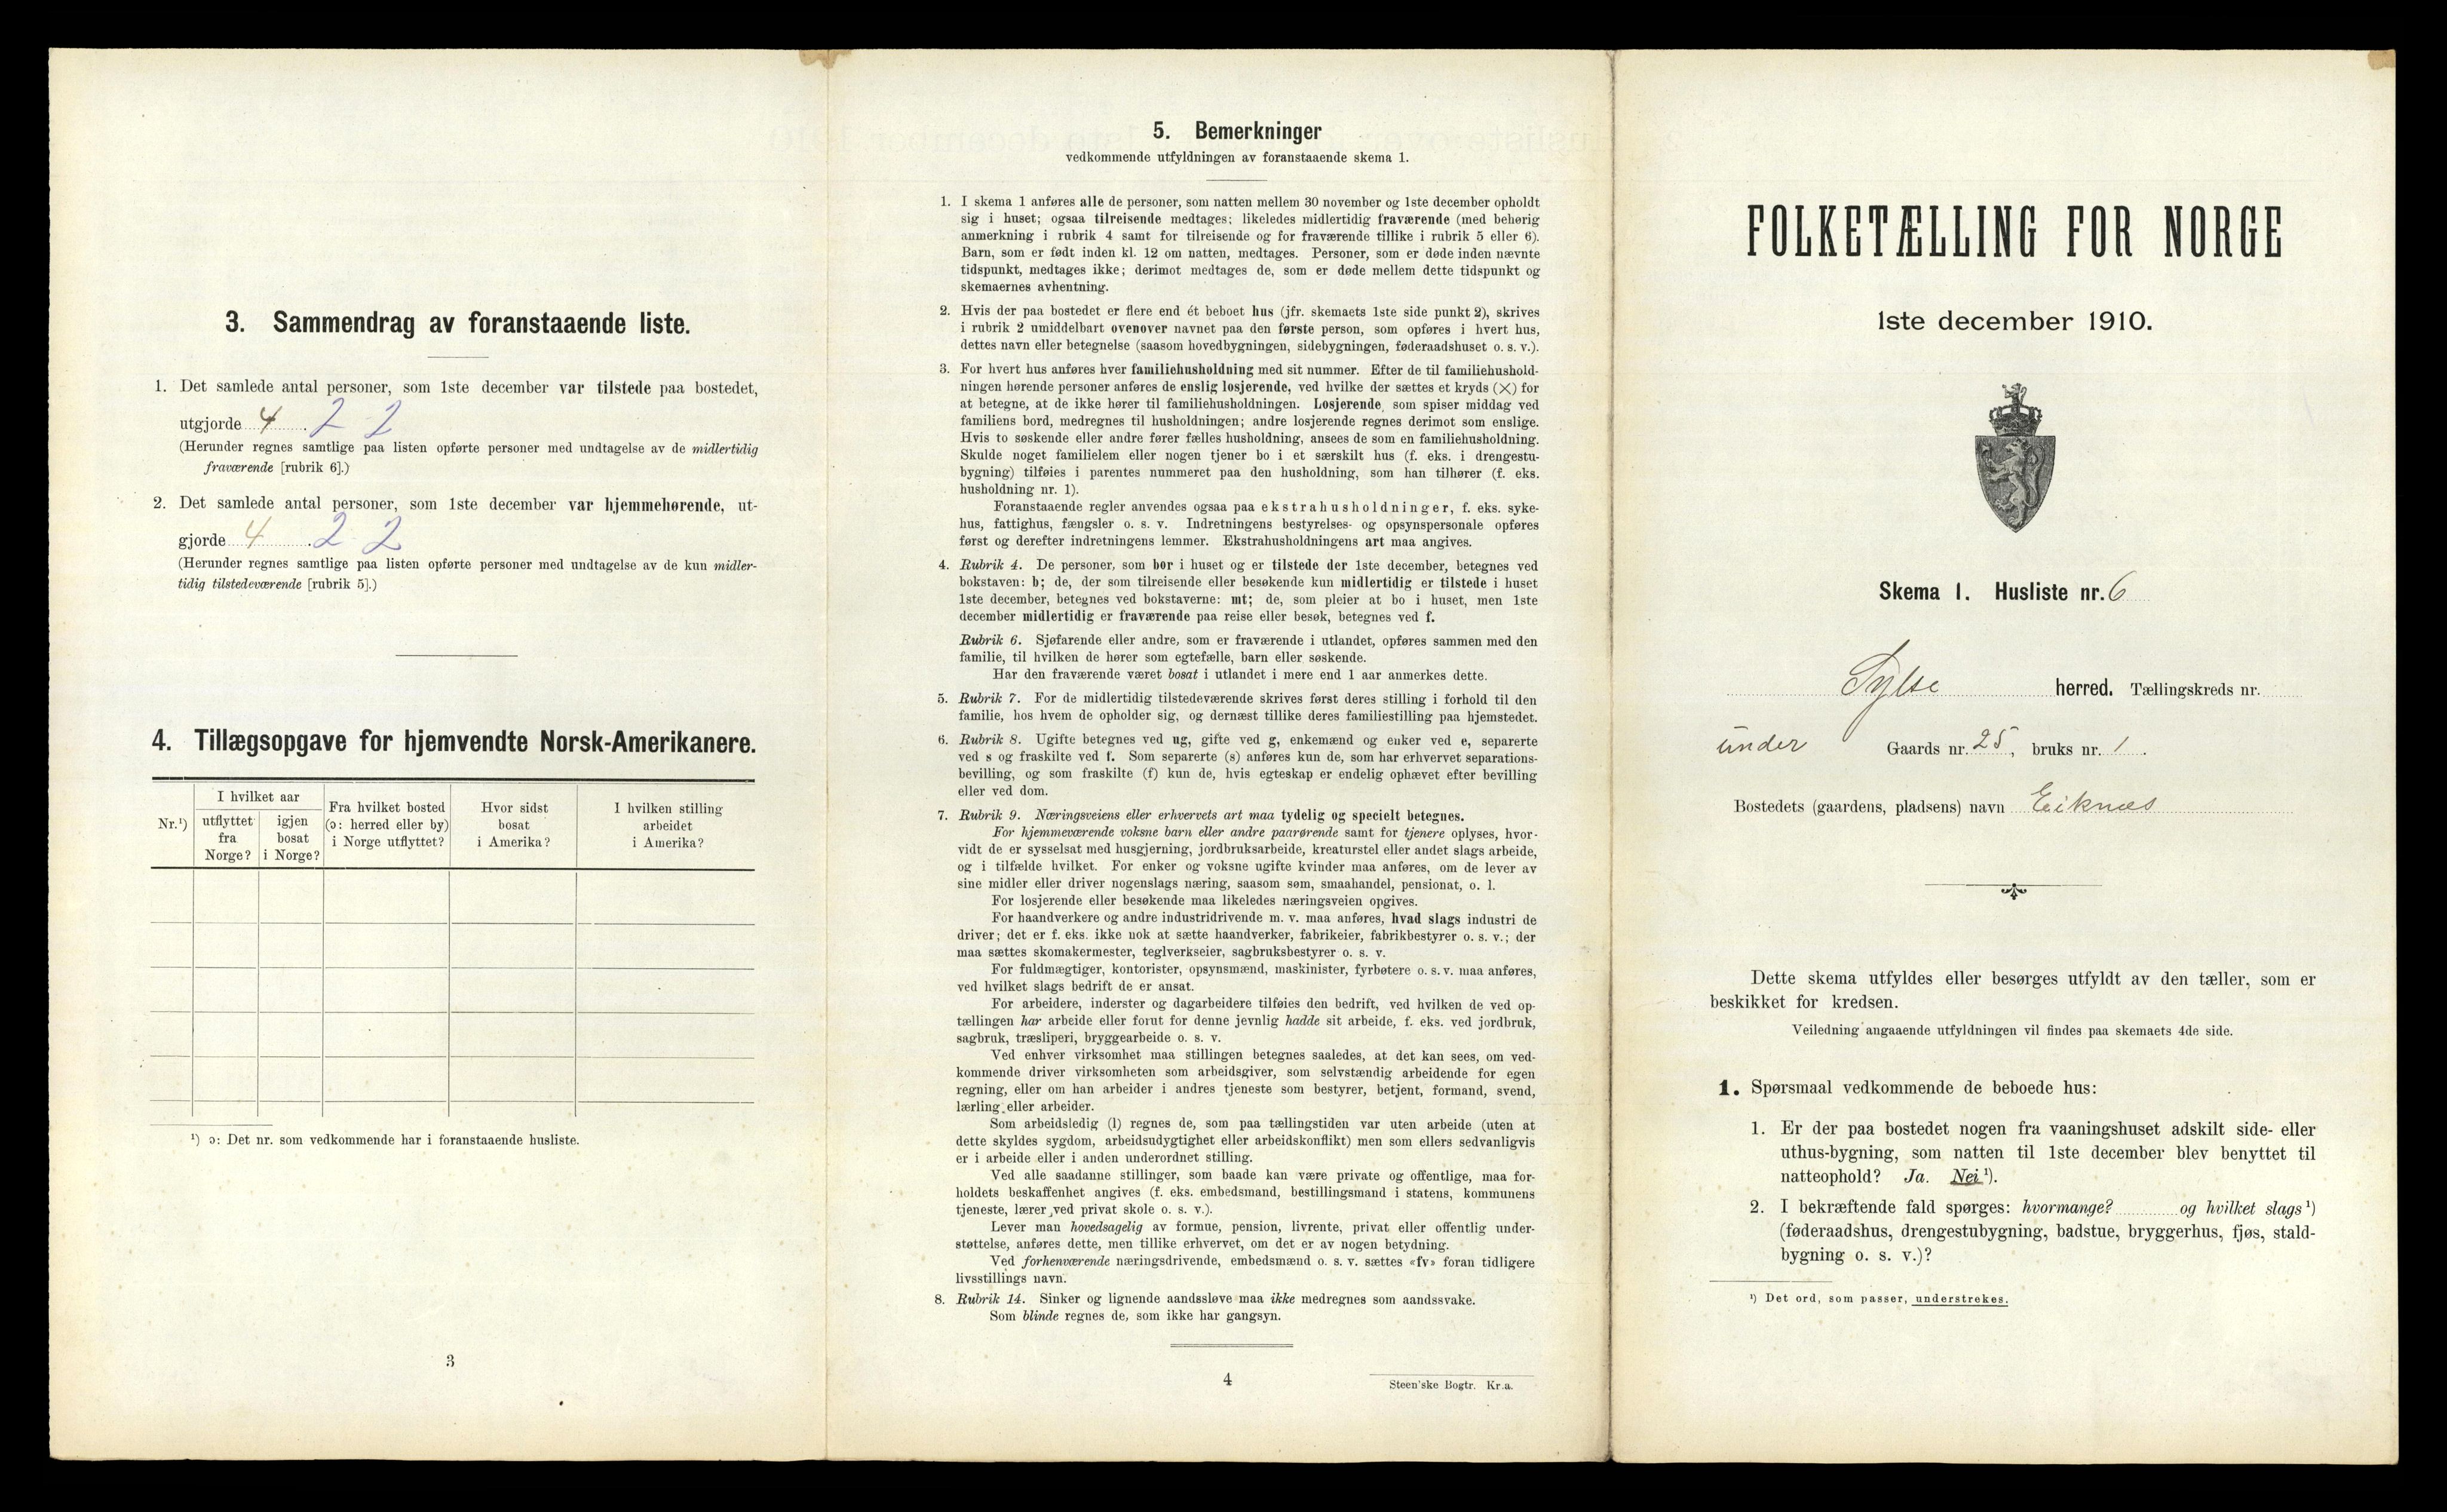 3. Sammendrag av foranstaaende liste.
1. Det samlede antal personer, som 1ste december var tilstede paa bostedet,
utgjorde 4 . 2 2
(Herunder regnes samtlige paa listen opførte personer med undtagelse av de midlertidig
fraværende [rubrik 6].)
2. Det samlede antal personer, som 1ste december var hjemmehørende, ut-
gjorde 4 . 2 2
(Herunder regnes samtlige paa listen opførte personer med undtagelse av de kun midler-
tidig tilstedeværende [rubrik 5].)
4. Tillægsopgave for hjemvendte Norsk-Amerikanere.
Nr.¹)
I hvilket aar
utflyttet
fra
Norge?
igjen
bosat
i Norge?
Fra hvilket bosted
(ɔ: herred eller by)
i Norge utflyttet?
Hvor sidst
bosat
i Amerika?
I hvilken stilling
arbeidet
i Amerika?
¹) ɔ: Det nr. som vedkommende har i foranstaaende husliste.
3
5. Bemerkninger
vedkommende utfyldningen av foranstaaende skema 1.
1. I skema 1 anføres alle de personer, som natten mellem 30 november og 1ste december opholdt
sig i huset; ogsaa tilreisende medtages; likeledes midlertidig fraværende (med behørig
anmerkning i rubrik 4 samt for tilreisende og for fraværende tillike i rubrik 5 eller 6).
Barn, som er født inden kl. 12 om natten, medtages. Personer, som er døde inden nævnte
tidspunkt, medtages ikke; derimot medtages de, som er døde mellem dette tidspunkt og
skemaernes avhentning.
2. Hvis der paa bostedet er flere end ét beboet hus (jfr. skemaets 1ste side punkt 2), skrives
i rubrik 2 umiddelbart ovenover navnet paa den første person, som opføres i hvert hus,
dettes navn eller betegnelse (saasom hovedbygningen, sidebygningen, føderaadshuset o. s. v.).
3. For hvert hus anføres hver familiehusholdning med sit nummer. Efter de til familiehushold-
ningen hørende personer anføres de enslig losjerende, ved hvilke der sættes et kryds (×) for
at betegne, at de ikke hører til familiehusholdningen. Losjerende, som spiser middag ved
familiens bord, medregnes til husholdningen; andre losjerende regnes derimot som enslige.
Hvis to søskende eller andre fører fælles husholdning, ansees de som en familiehusholdning.
Skulde noget familielem eller nogen tjener bo i et særskilt hus (f. eks. i drengestu-
bygning) tilføies i parentes nummeret paa den husholdning, som han tilhører (f. eks.
husholdning nr. 1).
Foranstaaende regler anvendes ogsaa paa ekstrahusholdninger, f. eks. syke-
hus, fattighus, fængsler o. s. v. Indretningens bestyrelses- og opsynspersonale opføres
først og derefter indretningens lemmer. Ekstrahusholdningens art maa angives.
4. Rubrik 4. De personer, som bor i huset og er tilstede der 1ste december, betegnes ved
bokstaven: b; de, der som tilreisende eller besøkende kun midlertidig er tilstede i huset
1ste december, betegnes ved bokstaverne: mt; de, som pleier at bo i huset, men 1ste
december midlertidig er fraværende paa reise eller besøk, betegnes ved f.
Rubrik 6. Sjøfarende eller andre, som er fraværende i utlandet, opføres sammen med den
familie, til hvilken de hører som egtefælle, barn eller søskende.
Har den fraværende været bosat i utlandet i mere end 1 aar anmerkes dette.
5. Rubrik 7. For de midlertidig tilstedeværende skrives først deres stilling i forhold til den
familie, hos hvem de opholder sig, og dernæst tillike deres familiestilling paa hjemstedet.
6. Rubrik 8. Ugifte betegnes ved ug, gifte ved g, enkemænd og enker ved e, separerte
ved s og fraskilte ved f. Som separerte (s) anføres kun de, som har erhvervet separations-
bevilling, og som fraskilte (f) kun de, hvis egteskap er endelig ophævet efter bevilling
eller ved dom.
7. Rubrik 9. Næringsveiens eller erhvervets art maa tydelig og specielt betegnes.
For hjemmeværende voksne barn eller andre paarørende samt for tjenere oplyses, hvor-
vidt de er sysselsat med husgjerning, jordbruksarbeide, kreaturstel eller andet slags arbeide,
og i tilfælde hvilket. For enker og voksne ugifte kvinder maa anføres, om de lever av
sine midler eller driver nogenslags næring, saasom søm, smaahandel, pensionat, o. l.
For losjerende eller besøkende maa likeledes næringsveien opgives.
For haandverkere og andre industridrivende m. v. maa anføres, hvad slags industri de
driver; det er f. eks. ikke nok at sætte haandverker, fabrikeier, fabrikbestyrer o. s. v.; der
maa sættes skomakermester, teglverkseier, sagbruksbestyrer o. s. v.
For fuldmægtiger, kontorister, opsynsmænd, maskinister, fyrbøtere o. s. v. maa anføres,
ved hvilket slags bedrift de er ansat.
For arbeidere, inderster og dagarbeidere tilføies den bedrift, ved hvilken de ved op-
tællingen har arbeide eller forut for denne jevnlig hadde sit arbeide, f. eks. ved jordbruk,
sagbruk, træsliperi, bryggearbeide o. s. v.
Ved enhver virksomhet maa stillingen betegnes saaledes, at det kan sees, om ved-
kommende driver virksomheten som arbeidsgiver, som selvstændig arbeidende for egen
regning, eller om han arbeider i andres tjeneste som bestyrer, betjent, formand, svend,
lærling eller arbeider.
Som arbeidsledig (l) regnes de, som paa tællingstiden var uten arbeide (uten at
dette skyldes sygdom, arbeidsudygtighet eller arbeidskonflikt) men som ellers sedvanligvis
er i arbeide eller i anden underordnet stilling.
Ved alle saadanne stillinger, som baade kan være private og offentlige, maa for-
holdets beskaffenhet angives (f. eks. embedsmand, bestillingsmand i statens, kommunens
tjeneste, lærer ved privat skole o. s. v.).
Lever man hovedsagelig av formue, pension, livrente, privat eller offentlig under-
støttelse, anføres dette, men tillike erhvervet, om det er av nogen betydning.
Ved forhenværende næringsdrivende, embedsmænd o. s. v. sættes «fv» foran tidligere
livsstillings navn.
8. Rubrik 14. Sinker og lignende aandssløve maa ikke medregnes som aandssvake.
Som blinde regnes de, som ikke har gangsyn.
4
Steen'ske Bogtr. Kr.a.
FOLKETÆLLING FOR NORGE
1ste december 1910.
Skema 1. Husliste nr. 6
Sylte herred. Tællingskreds nr.
under Gaards nr. 25, bruks nr. 1.
Bostedets (gaardens, pladsens) navn Eiknes
Dette skema utfyldes eller besørges utfyldt av den tæller, som er
beskikket for kredsen.
Veiledning angaaende utfyldningen vil findes paa skemaets 4de side.
1. Spørsmaal vedkommende de beboede hus:
1. Er der paa bostedet nogen fra vaaningshuset adskilt side- eller
uthus-bygning, som natten til 1ste december blev benyttet til
natteophold? Ja. Nei ¹).
2. I bekræftende fald spørges: hvormange? og hvilket slags ¹)
(føderaadshus, drengestubygning, badstue, bryggerhus, fjøs, stald-
bygning o. s. v.)?
¹) Det ord, som passer, understrekes.